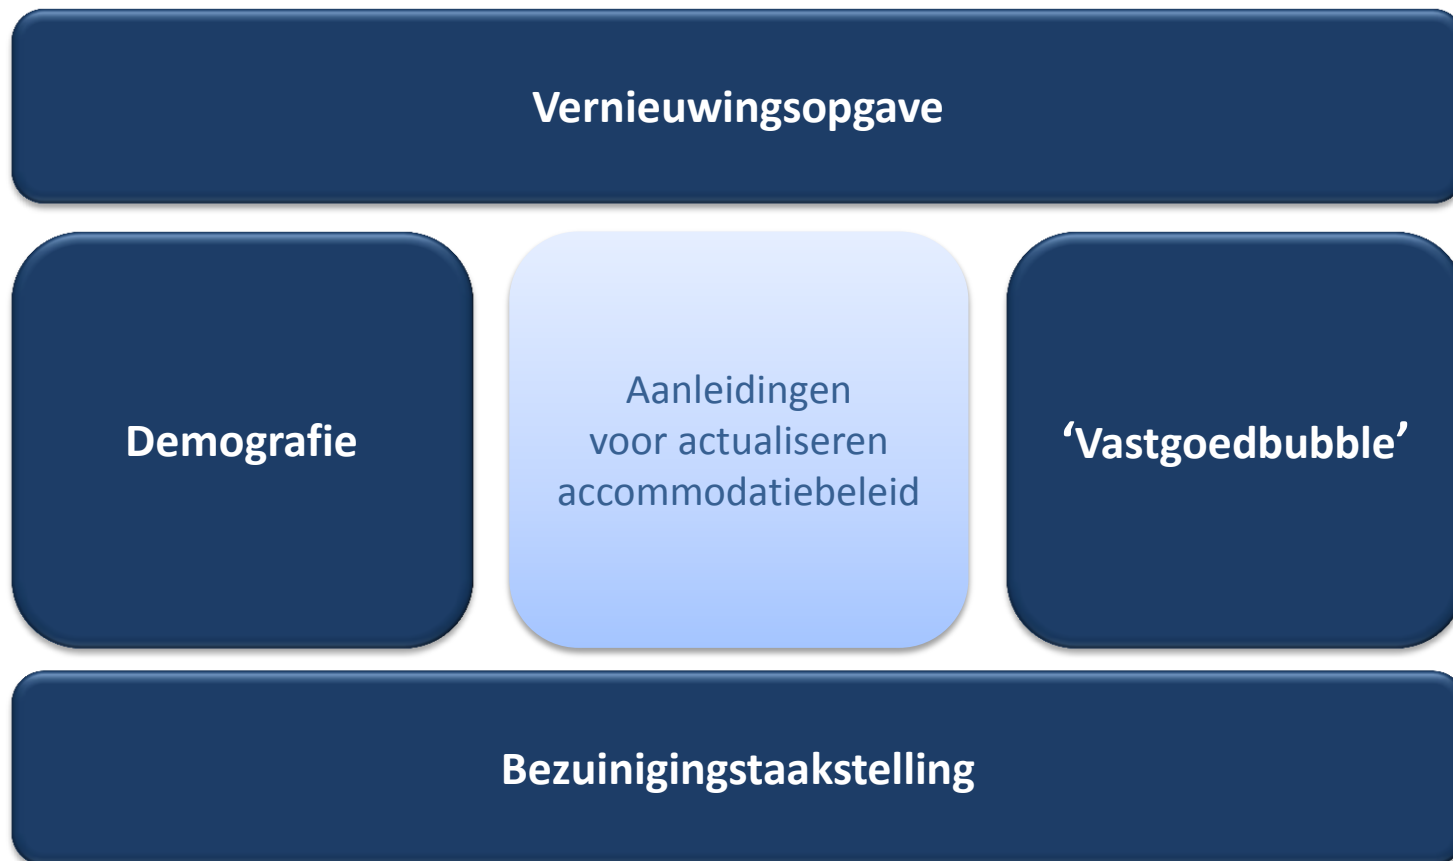 Vernieuwingsopgave
Demografie
Aanleidingen
voor actualiseren
accommodatiebeleid
‘Vastgoedbubble’
Bezuinigingstaakstelling